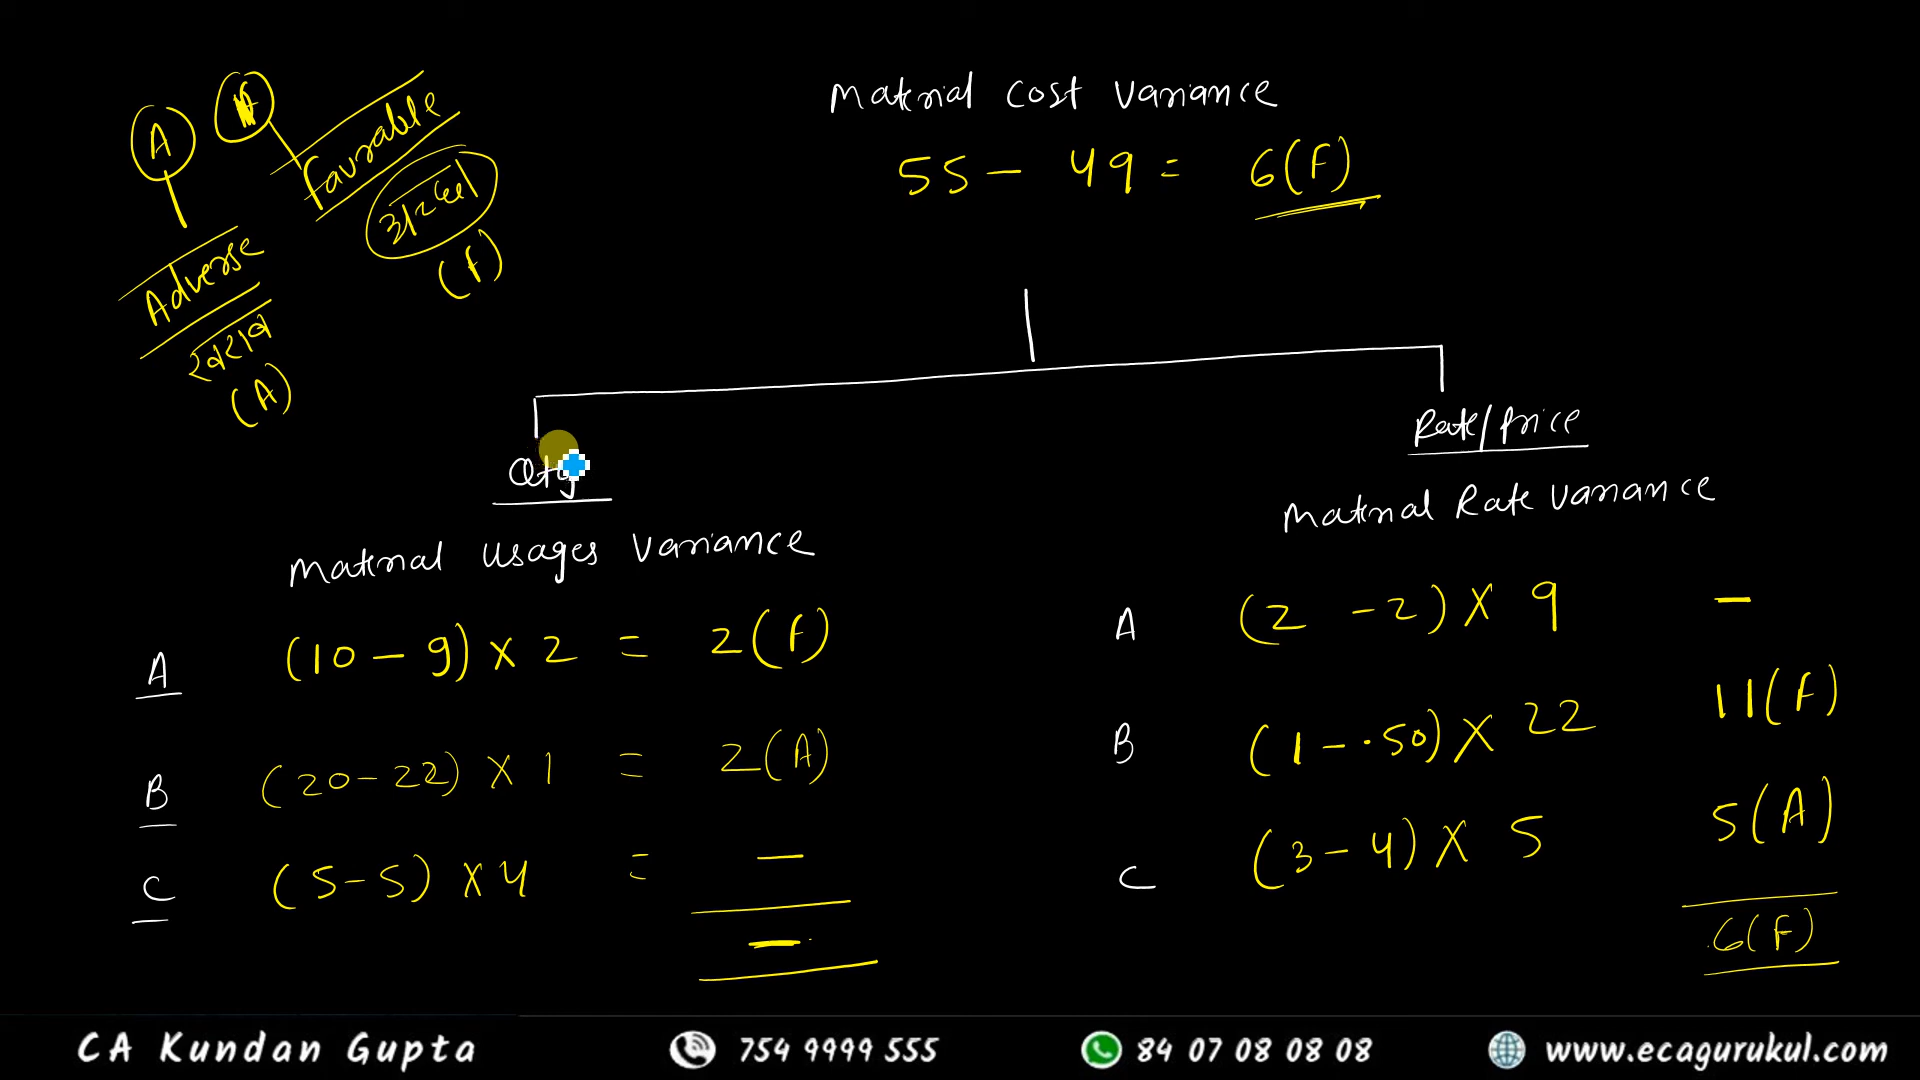 Material Cost Variance
55 - 49 = 6(F)
A
Favourable
(F)
Adverse
खराब
(A)
Qty
Rate/Price
Material Usages Variance
A (10 - 9) X 2 = 2(F)
B (20 - 22) X 1 = 2(A)
C (5 - 5) X 4 = -
-
Material Rate Variance
A (2 - 2) X 9 -
B (1 - .50) X 22 11(F)
C (3 - 4) X 5 5(A)
6(F)
CA Kundan Gupta 754 9999 555 84 07 08 08 08 www.ecagurukul.com